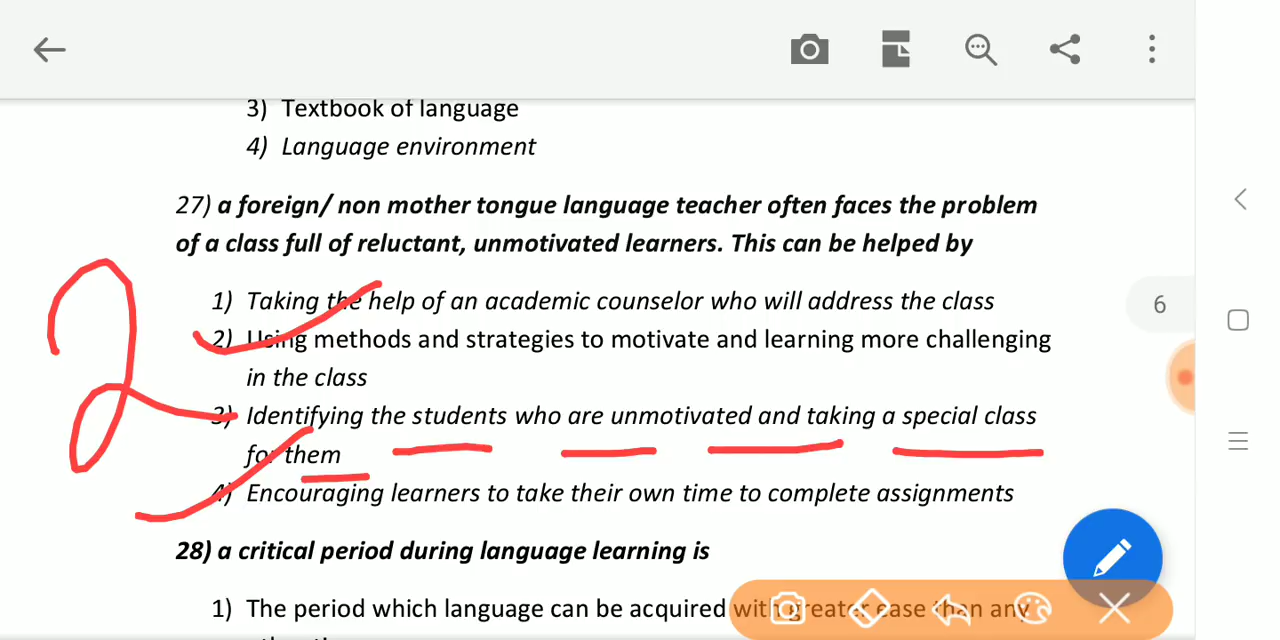 3) Textbook of language
4) Language environment
27) a foreign/ non mother tongue language teacher often faces the problem
of a class full of reluctant, unmotivated learners. This can be helped by
1) Taking the help of an academic counselor who will address the class
2) Using methods and strategies to motivate and learning more challenging
in the class
3) Identifying the students who are unmotivated and taking a special class
for them
4) Encouraging learners to take their own time to complete assignments
28) a critical period during language learning is
1) The period which language can be acquired with greater ease than any
6
2